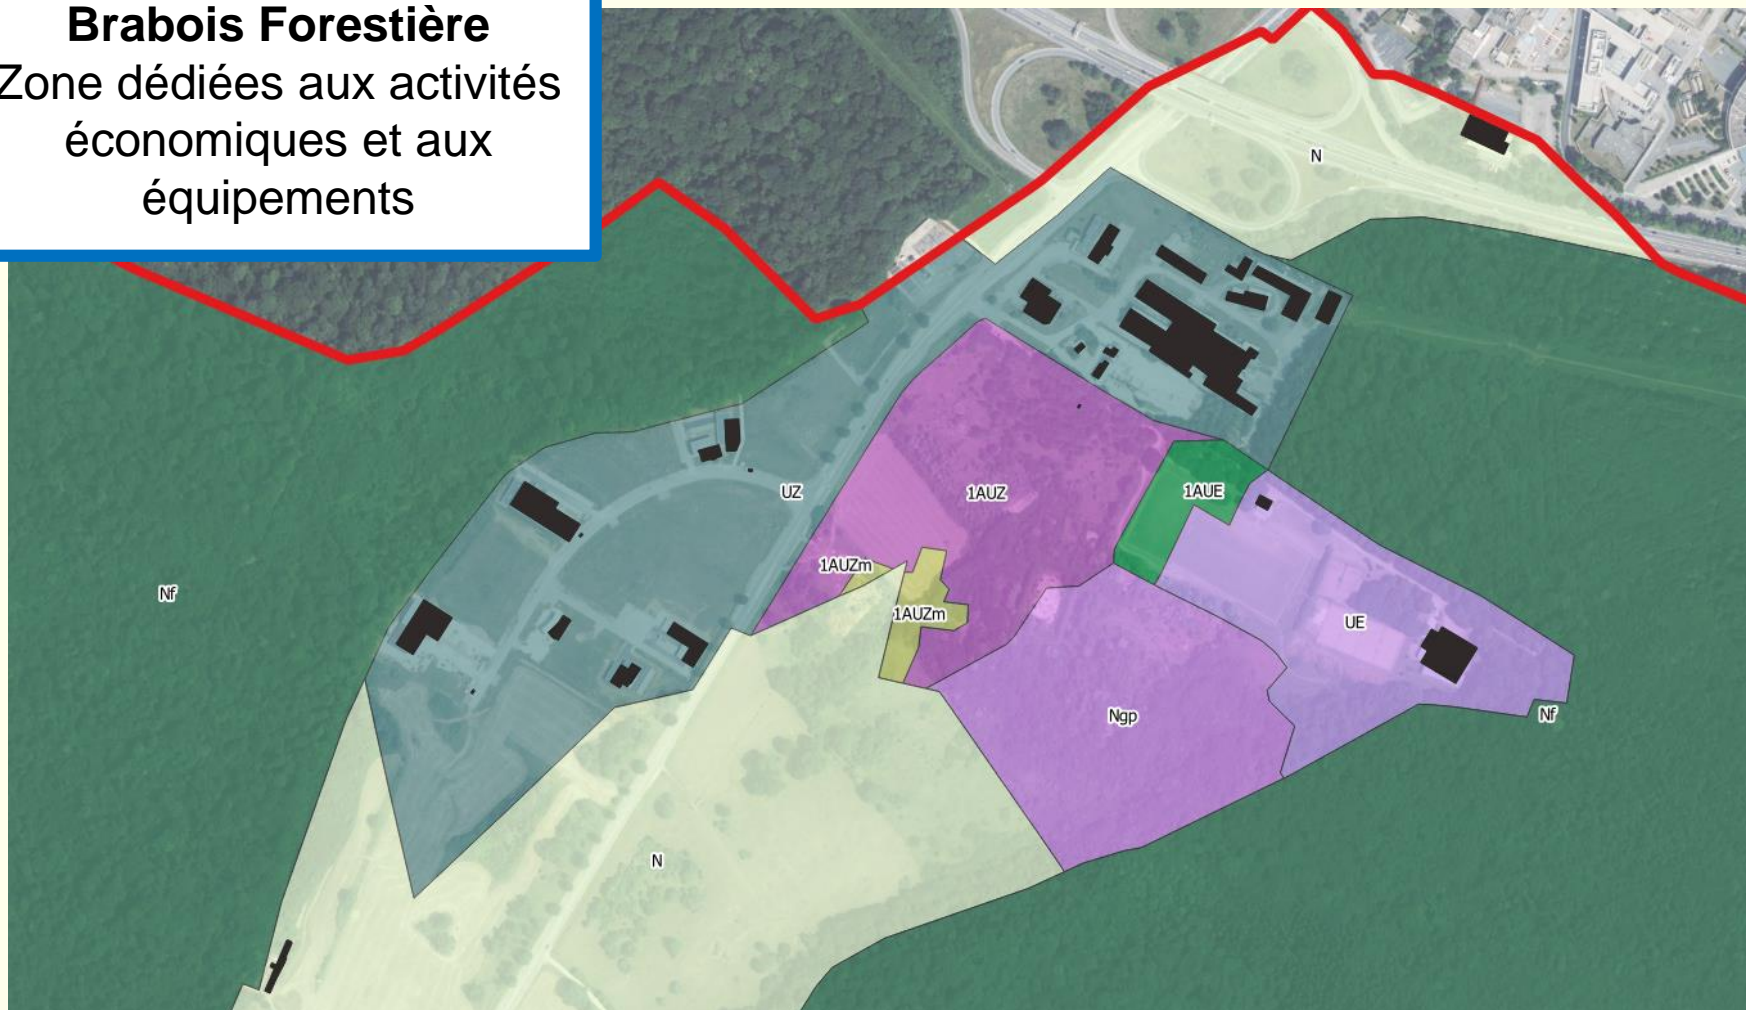 Brabois Forestière
Zone dédiées aux activités
économiques et aux
équipements
N
UZ
1AUZ
1AUE
1AUZm
Nf
1AUZm
UE
Ngp
Nf
N